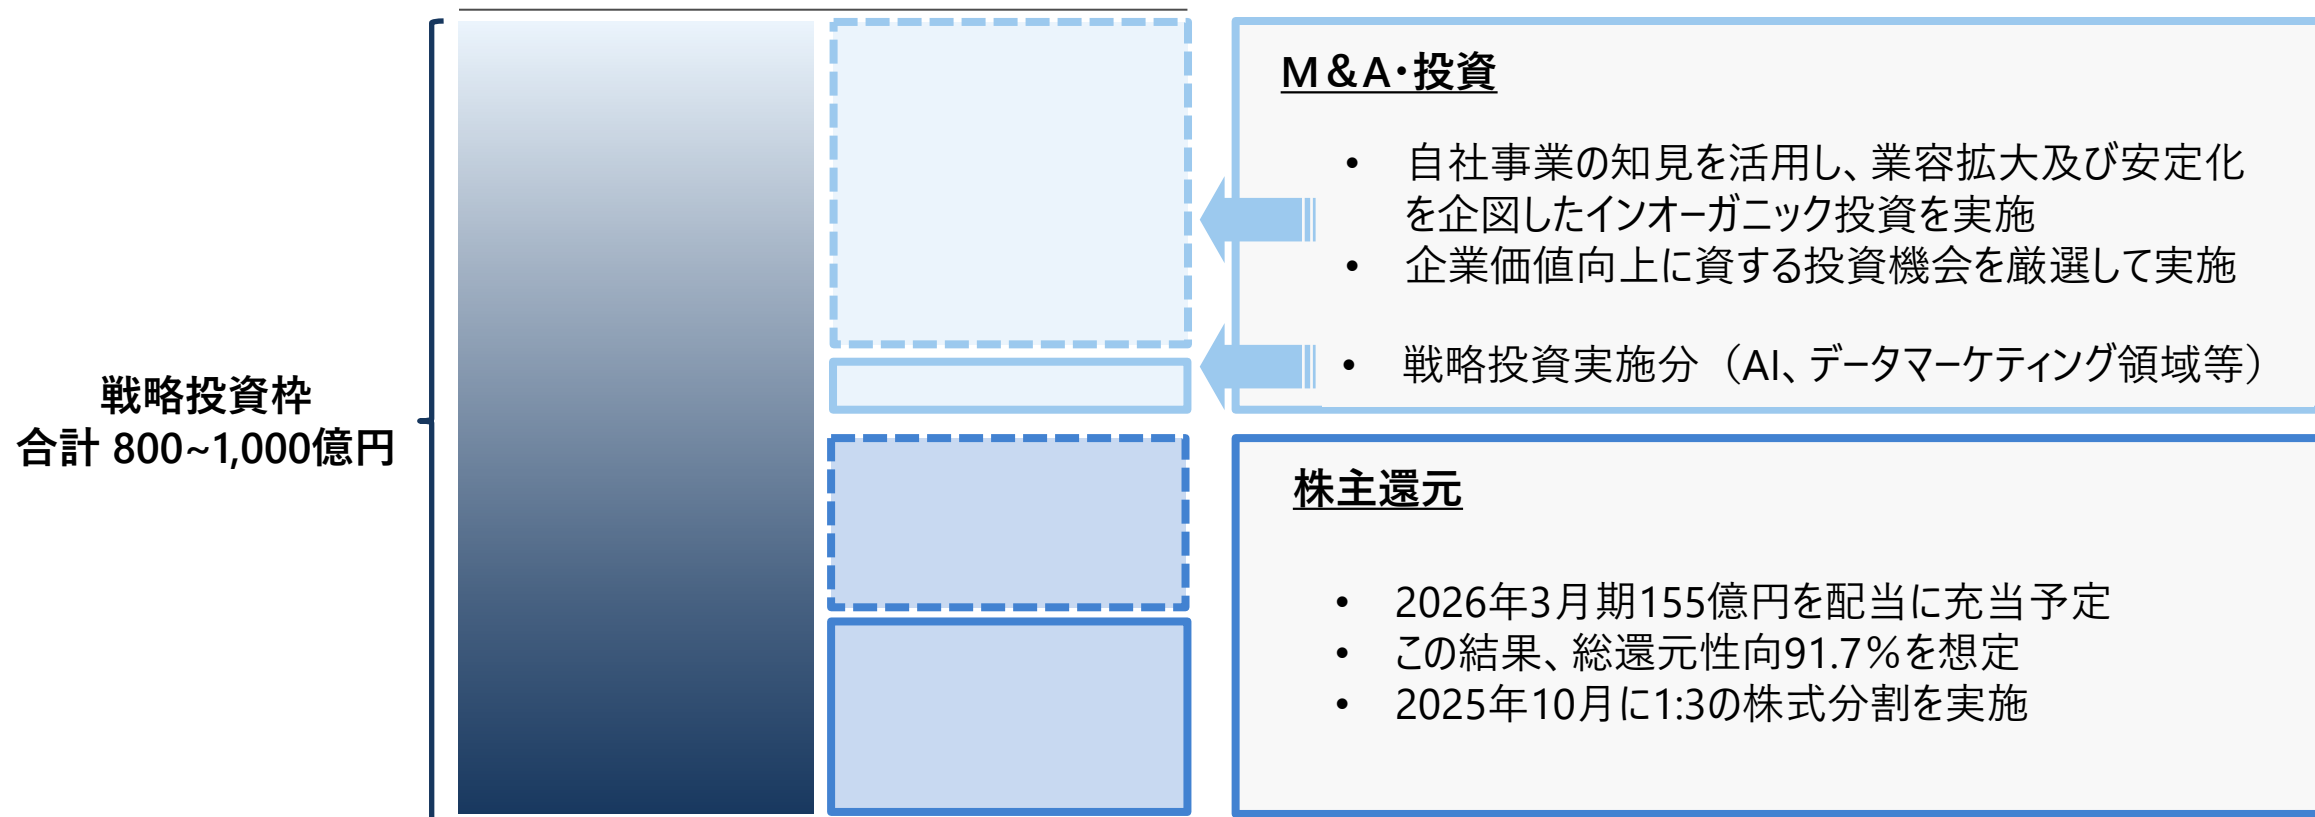 戦略投資枠
合計 800~1,000億円
M&A・投資
• 自社事業の知見を活用し、業容拡大及び安定化
を企図したインオーガニック投資を実施
• 企業価値向上に資する投資機会を厳選して実施
• 戦略投資実施分（AI、データマーケティング領域等）
株主還元
• 2026年3月期155億円を配当に充当予定
• この結果、総還元性向91.7％を想定
• 2025年10月に1:3の株式分割を実施